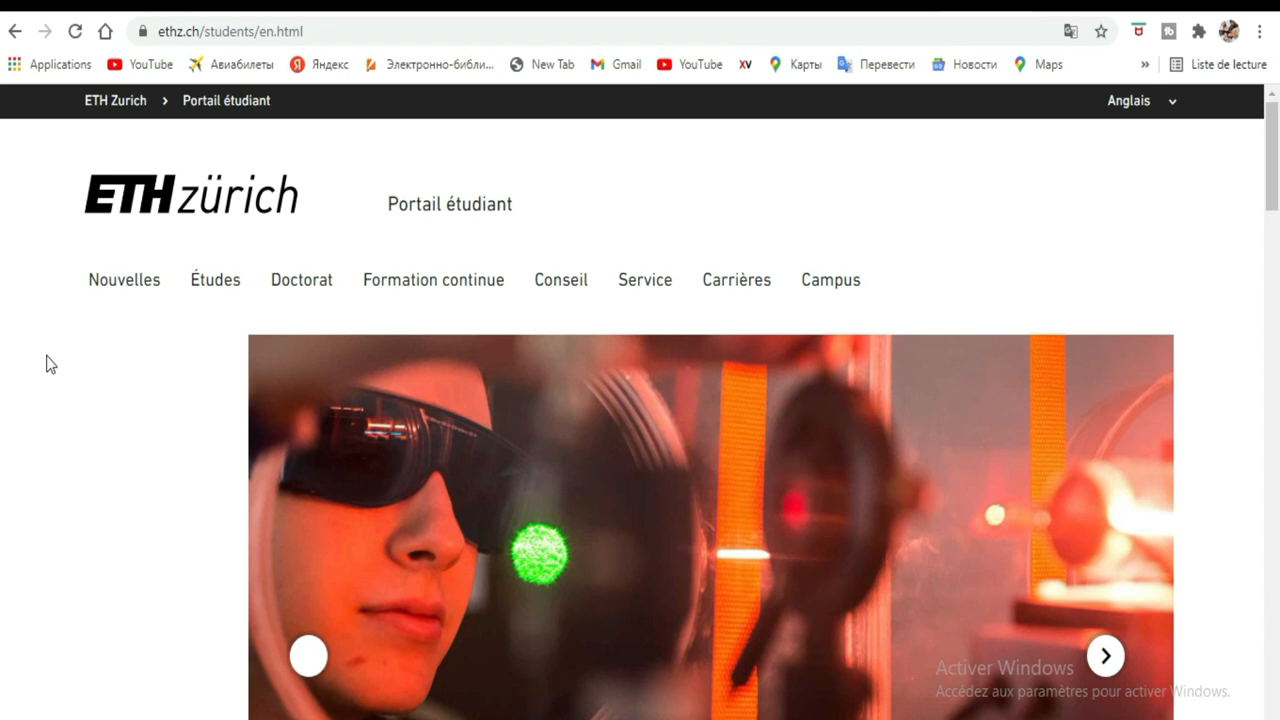 ethz.ch/students/en.html
Applications YouTube Авиабилеты Яндекс Электронно-библи... New Tab Gmail YouTube XV Карты Перевести Новости Maps » Liste de lecture
ETH Zurich > Portail étudiant Anglais
ETH zürich Portail étudiant
Nouvelles Études Doctorat Formation continue Conseil Service Carrières Campus
Activer Windows
Accédez aux paramètres pour activer Windows.